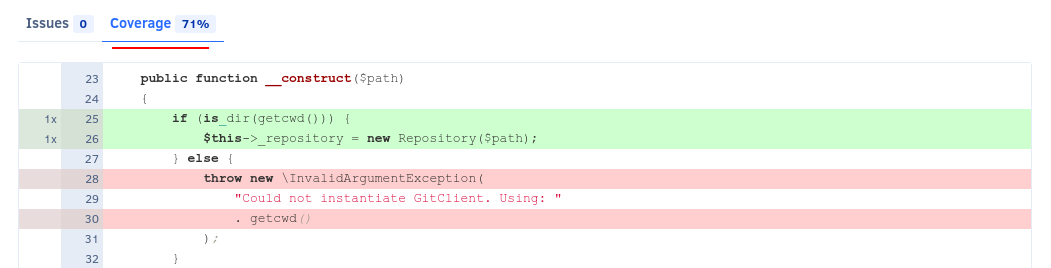 Issues 0 Coverage 71%
23 public function __construct($path)
24 {
1x 25 if (is_dir(getcwd())) {
1x 26 $this->_repository = new Repository($path);
27 } else {
28 throw new \InvalidArgumentException(
29 "Could not instantiate GitClient. Using: "
30 . getcwd()
31 );
32 }